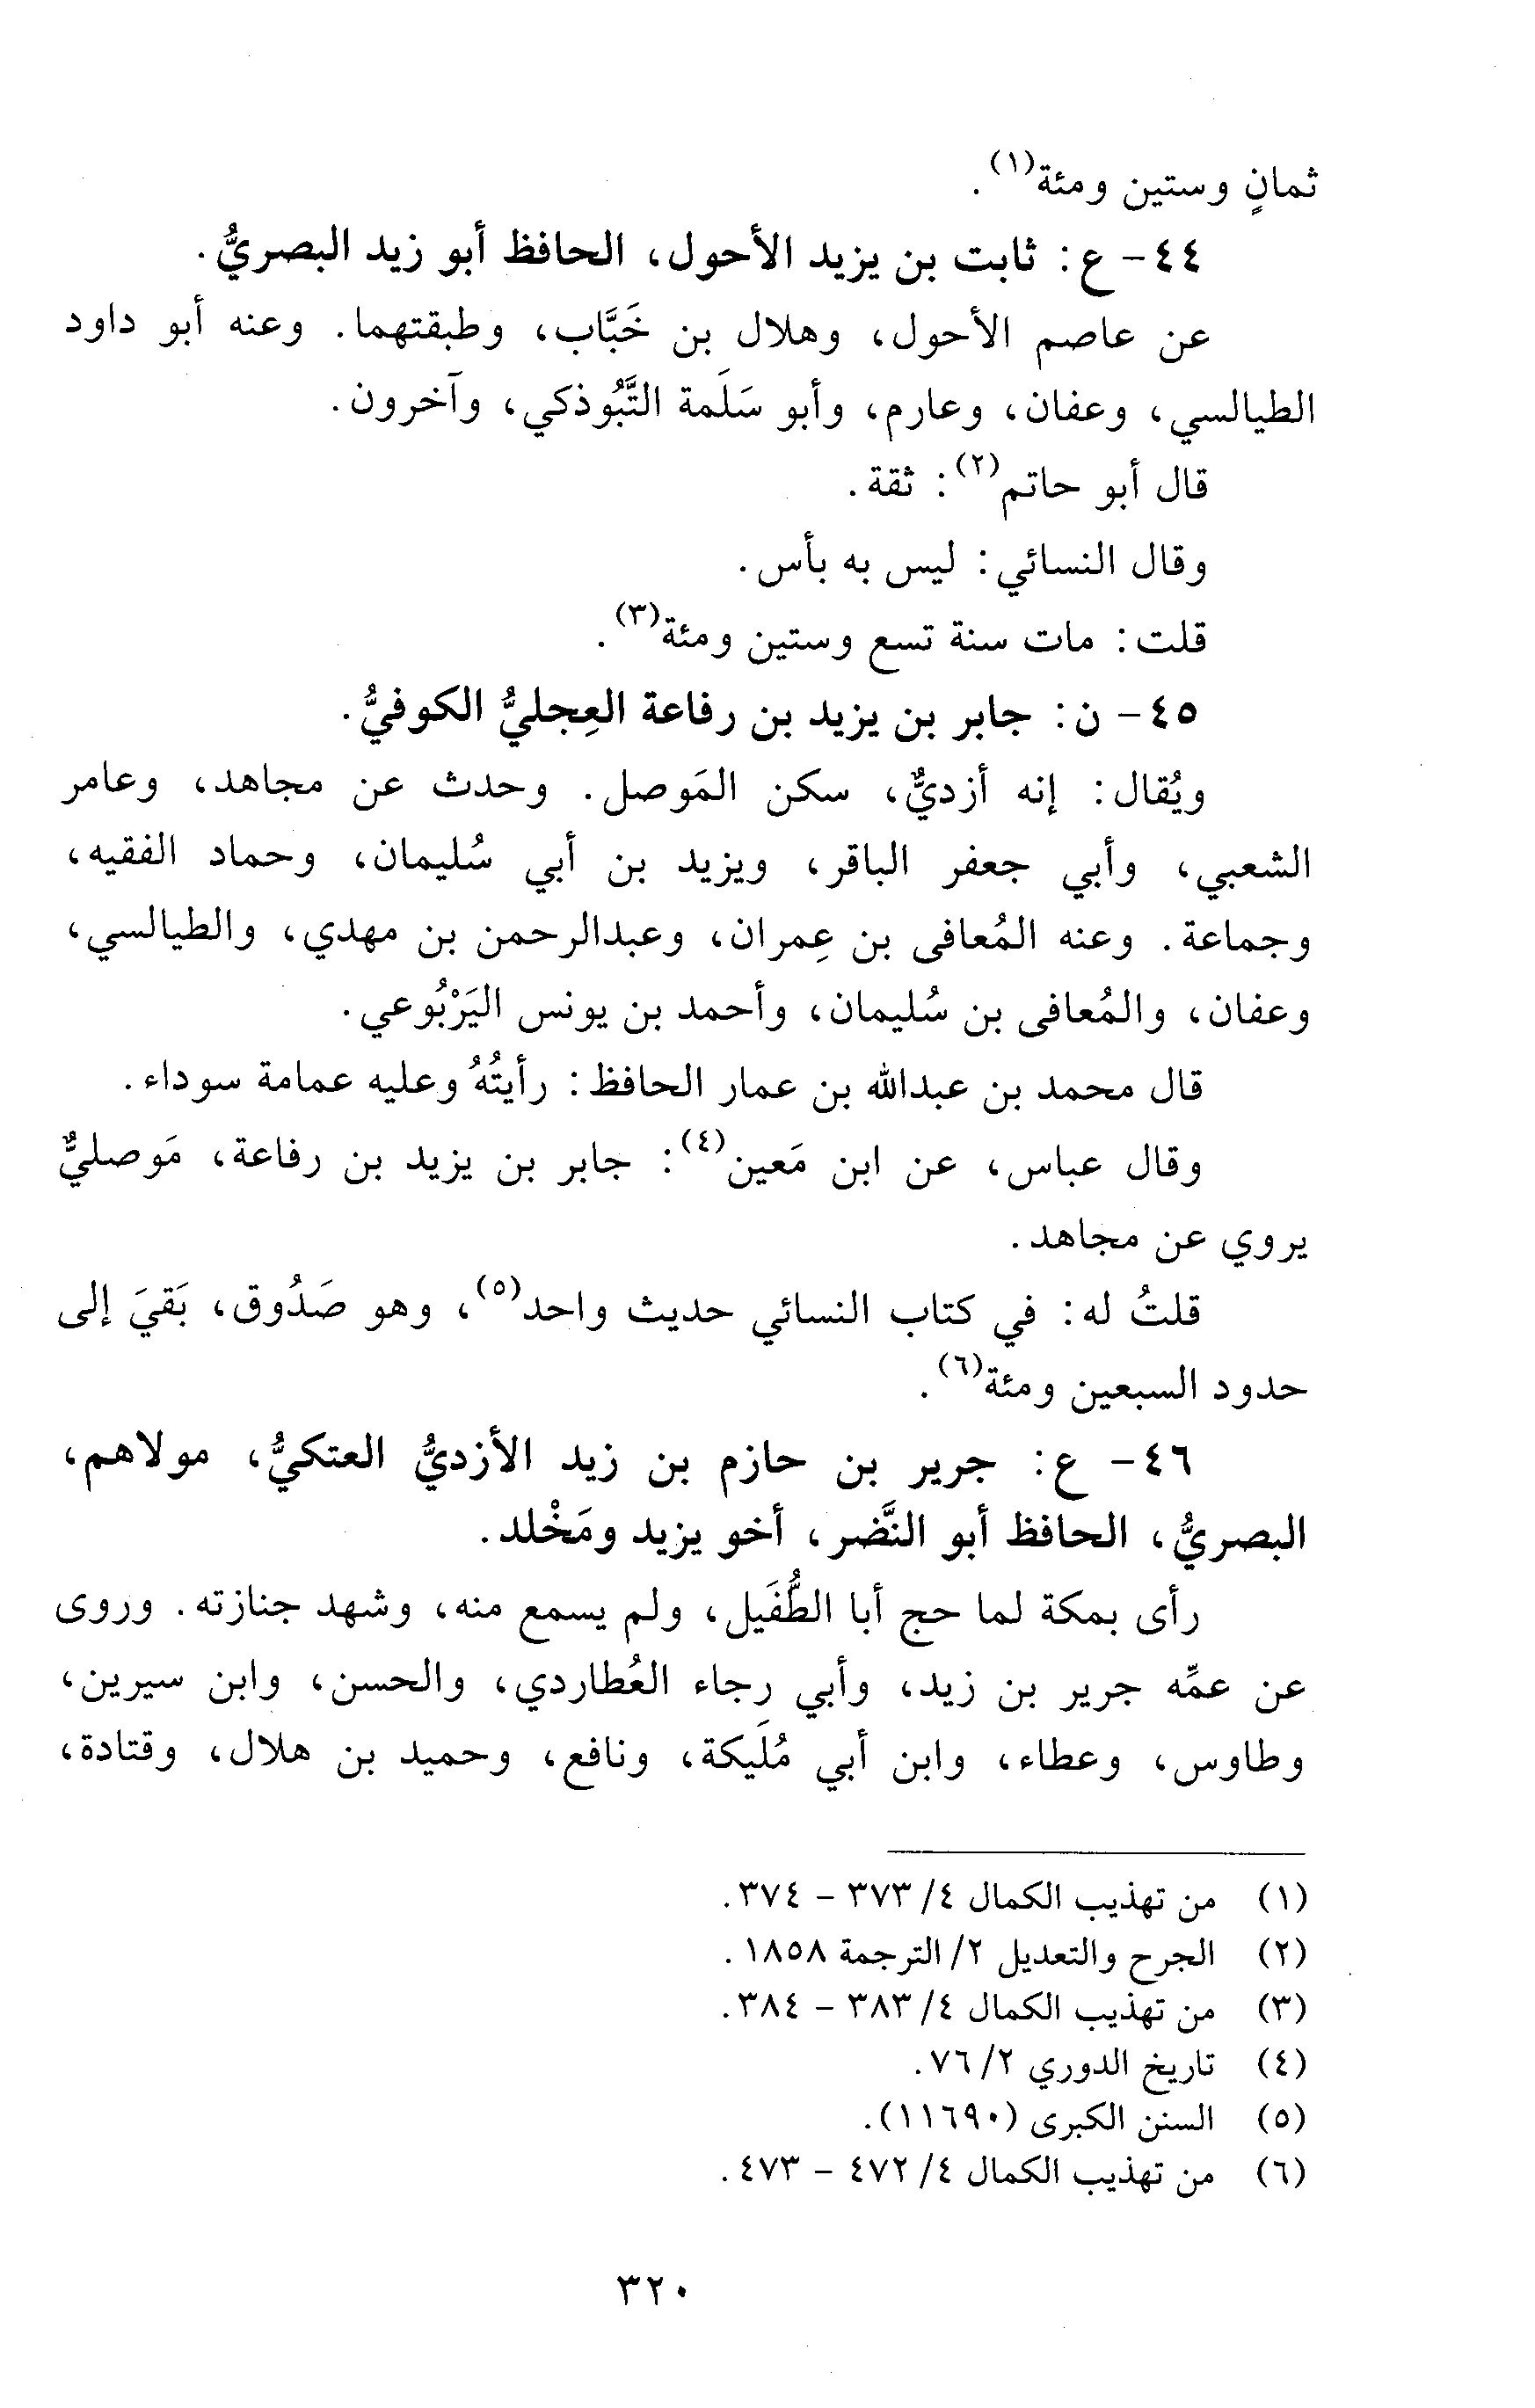 ثمانٍ وستين ومئة(١).
٤٤- ع: ثابت بن يزيد الأحول، الحافظ أبو زيد البصريُّ.
عن عاصم الأحول، وهلال بن خَبَّاب، وطبقتهما. وعنه أبو داود
الطيالسي، وعفان، وعارم، وأبو سَلَمة التَّبُوذكي، وآخرون.
قال أبو حاتم(٢): ثقة.
وقال النسائي: ليس به بأس.
قلت: مات سنة تسع وستين ومئة(٣).
٤٥- ن: جابر بن يزيد بن رفاعة العِجليُّ الكوفيُّ.
ويُقال: إنه أزديٌّ، سكن المَوصل. وحدث عن مجاهد، وعامر
الشعبي، وأبي جعفر الباقر، ويزيد بن أبي سُليمان، وحماد الفقيه،
وجماعة. وعنه المُعافى بن عِمران، وعبدالرحمن بن مهدي، والطيالسي،
وعفان، والمُعافى بن سُليمان، وأحمد بن يونس اليَرْبُوعي.
قال محمد بن عبدالله بن عمار الحافظ: رأيتُهُ وعليه عمامة سوداء.
وقال عباس، عن ابن مَعين(٤): جابر بن يزيد بن رفاعة، مَوصليٌّ
يروي عن مجاهد.
قلتُ له: في كتاب النسائي حديث واحد(٥)، وهو صَدُوق، بَقيَ إلى
حدود السبعين ومئة(٦).
٤٦- ع: جرير بن حازم بن زيد الأزديُّ العتكيُّ، مولاهم،
البصريُّ، الحافظ أبو النَّضر، أخو يزيد ومَخْلد.
رأى بمكة لما حج أبا الطُّفَيل، ولم يسمع منه، وشهد جنازته. وروى
عن عمِّه جرير بن زيد، وأبي رجاء العُطاردي، والحسن، وابن سيرين،
وطاوس، وعطاء، وابن أبي مُلَيكة، ونافع، وحميد بن هلال، وقتادة،
(١) من تهذيب الكمال ٤/ ٣٧٣ - ٣٧٤.
(٢) الجرح والتعديل ٢/ الترجمة ١٨٥٨.
(٣) من تهذيب الكمال ٤/ ٣٨٣ - ٣٨٤.
(٤) تاريخ الدوري ٢/ ٧٦.
(٥) السنن الكبرى (١١٦٩٠).
(٦) من تهذيب الكمال ٤/ ٤٧٢ - ٤٧٣.
٣٢٠